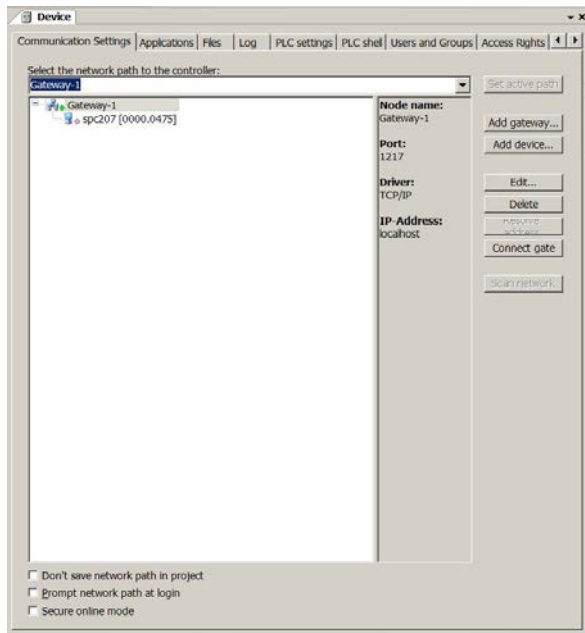 Device
Communication Settings Applications Files Log PLC settings PLC shell Users and Groups Access Rights
Select the network path to the controller:
Gateway-1
Set active path
Gateway-1
spc207 [0000.0475]
Node name:
Gateway-1
Port:
1217
Driver:
TCP/IP
IP-Address:
localhost
Add gateway...
Add device...
Edit...
Delete
Connect gate
Scan network
Don't save network path in project
Prompt network path at login
Secure online mode